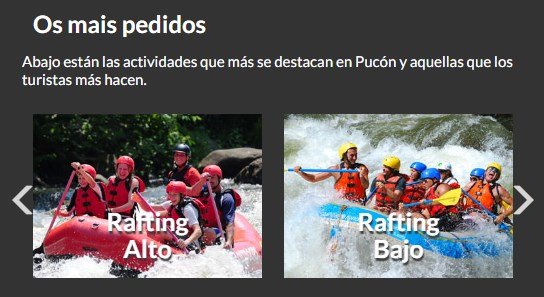 Os mais pedidos
Abajo están las actividades que más se destacan en Pucón y aquellas que los
turistas más hacen.
Rafting
Alto
Rafting
Bajo